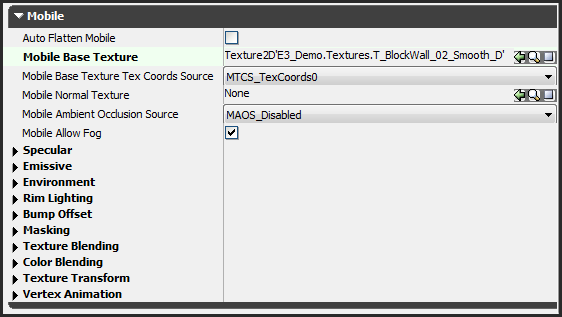 Mobile
Auto Flatten Mobile
Mobile Base Texture Texture2D'E3_Demo.Textures.T_BlockWall_02_Smooth_D'
Mobile Base Texture Tex Coords Source MTCS_TexCoords0
Mobile Normal Texture None
Mobile Ambient Occlusion Source MAOS_Disabled
Mobile Allow Fog
Specular
Emissive
Environment
Rim Lighting
Bump Offset
Masking
Texture Blending
Color Blending
Texture Transform
Vertex Animation